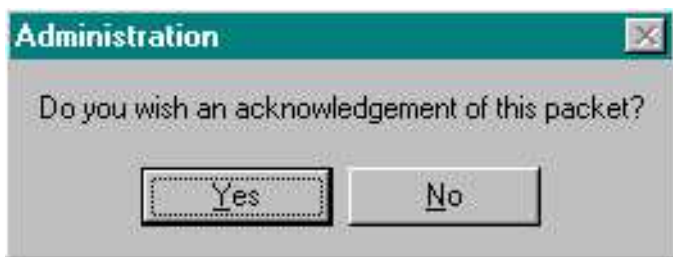 Administration
Do you wish an acknowledgement of this packet?
Yes No